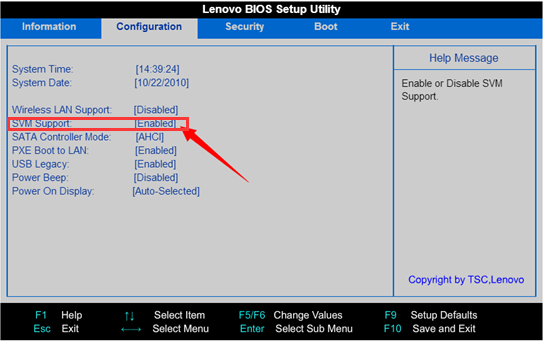 Lenovo BIOS Setup Utility
Information Configuration Security Boot Exit
Help Message
System Time: [14:39:24]
System Date: [10/22/2010]
Enable or Disable SVM
Support.
Wireless LAN Support: [Disabled]
SVM Support: [Enabled]
SATA Controller Mode: [AHCI]
PXE Boot to LAN: [Enabled]
USB Legacy: [Enabled]
Power Beep: [Disabled]
Power On Display: [Auto-Selected]
Copyright by TSC,Lenovo
F1 Help ↑↓ Select Item F5/F6 Change Values F9 Setup Defaults
Esc Exit ←→ Select Menu Enter Select Sub Menu F10 Save and Exit